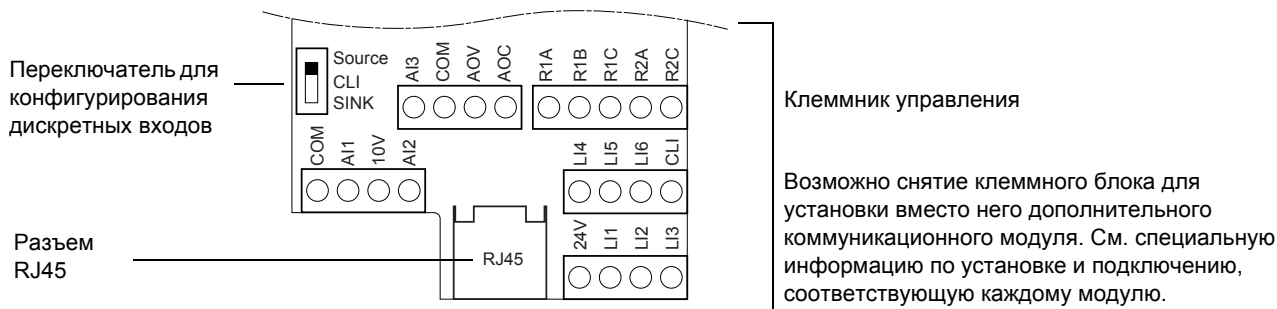 Переключатель для
конфигурирования
дискретных входов
Source
CLI
SINK
AI3 COM AOV AOC
R1A R1B R1C R2A R2C
COM AI1 10V AI2
LI4 LI5 LI6 CLI
24V LI1 LI2 LI3
Разъем
RJ45
RJ45
Клеммник управления
Возможно снятие клеммного блока для
установки вместо него дополнительного
коммуникационного модуля. См. специальную
информацию по установке и подключению,
соответствующую каждому модулю.